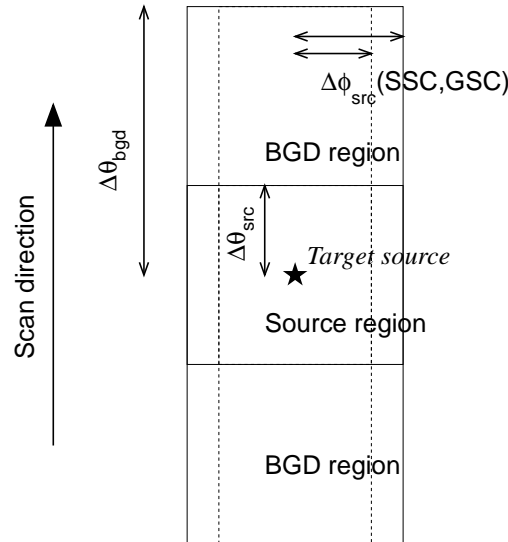 Δϕsrc(SSC,GSC)
Δθbgd
BGD region
Δθsrc
Target source
Scan direction
Source region
BGD region